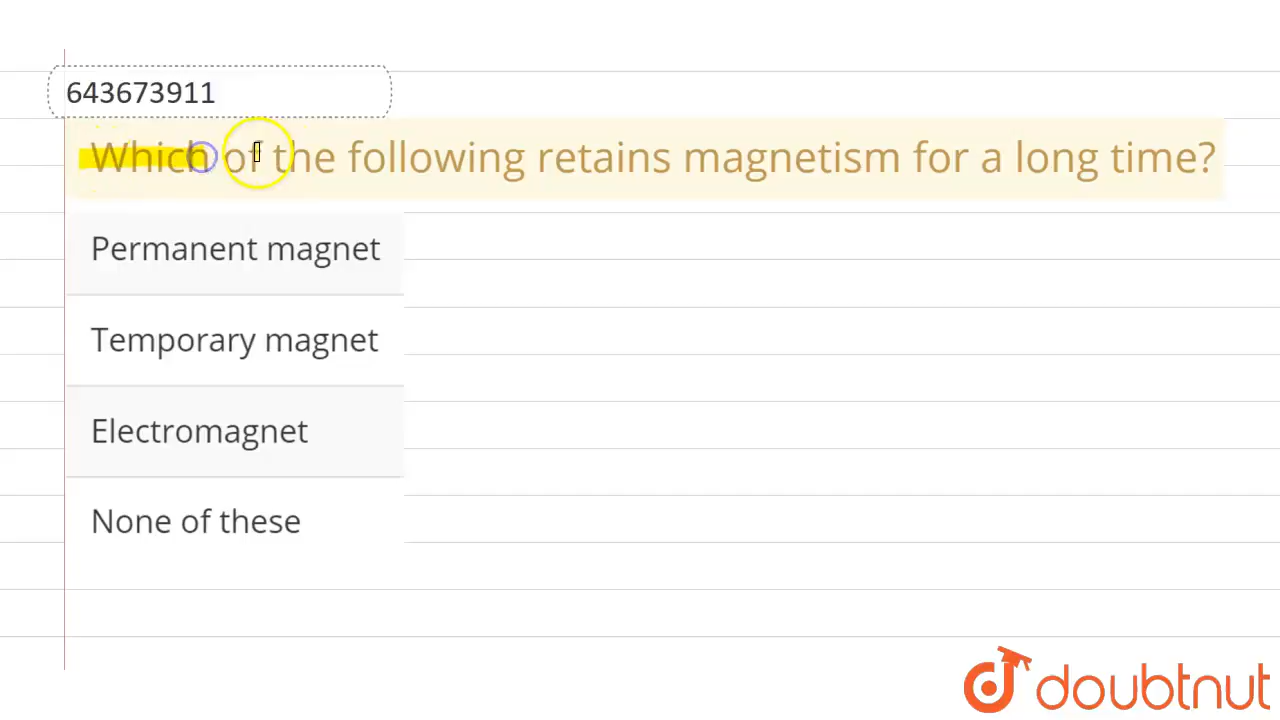 643673911
Which of the following retains magnetism for a long time?
Permanent magnet
Temporary magnet
Electromagnet
None of these
doubtnut